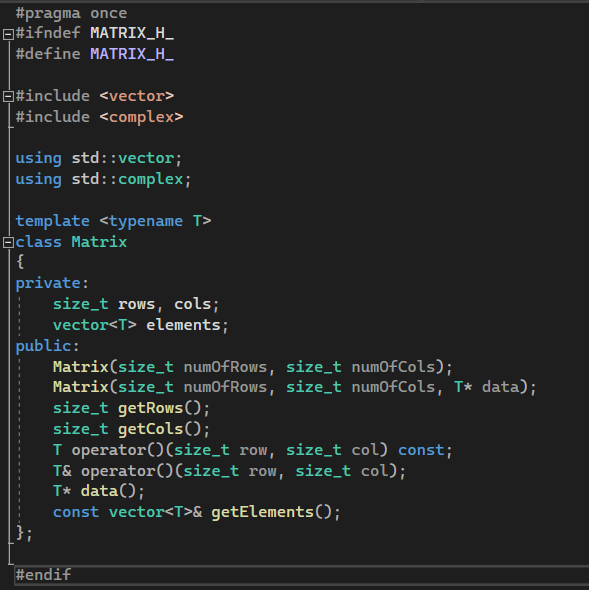 #pragma once
#ifndef MATRIX_H_
#define MATRIX_H_
#include <vector>
#include <complex>
using std::vector;
using std::complex;
template <typename T>
class Matrix
{
private:
    size_t rows, cols;
    vector<T> elements;
public:
    Matrix(size_t numOfRows, size_t numOfCols);
    Matrix(size_t numOfRows, size_t numOfCols, T* data);
    size_t getRows();
    size_t getCols();
    T operator()(size_t row, size_t col) const;
    T& operator()(size_t row, size_t col);
    T* data();
    const vector<T>& getElements();
};
#endif